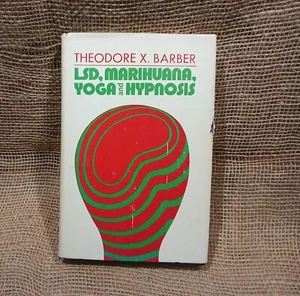 THEODORE X. BARBER
LSD, MARIHUANA,
YOGA and HYPNOSIS